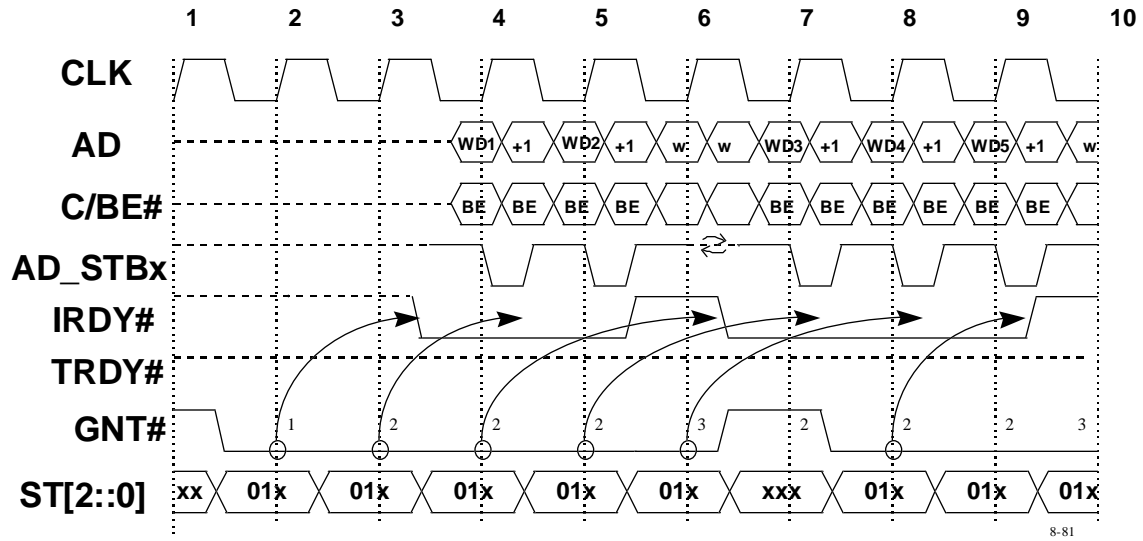 1 2 3 4 5 6 7 8 9 10
CLK
AD WD1 +1 WD2 +1 w w WD3 +1 WD4 +1 WD5 +1 w
C/BE# BE BE BE BE BE BE BE BE BE BE
AD_STBx
IRDY#
TRDY#
GNT# 1 2 2 2 3 2 2 2 3
ST[2::0] xx 01x 01x 01x 01x 01x xxx 01x 01x 01x
8-81